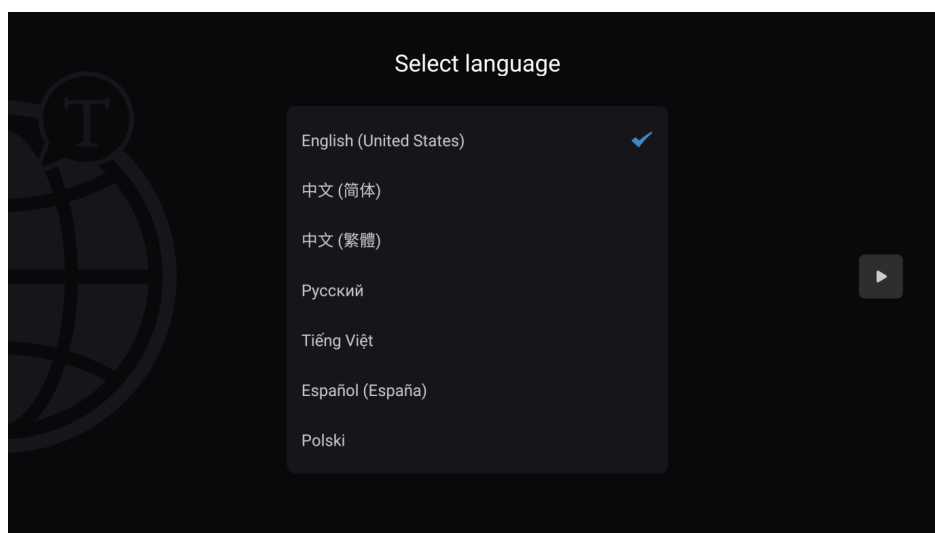 Select language
T
English (United States)
中文 (简体)
中文 (繁體)
Русский
Tiếng Việt
Español (España)
Polski